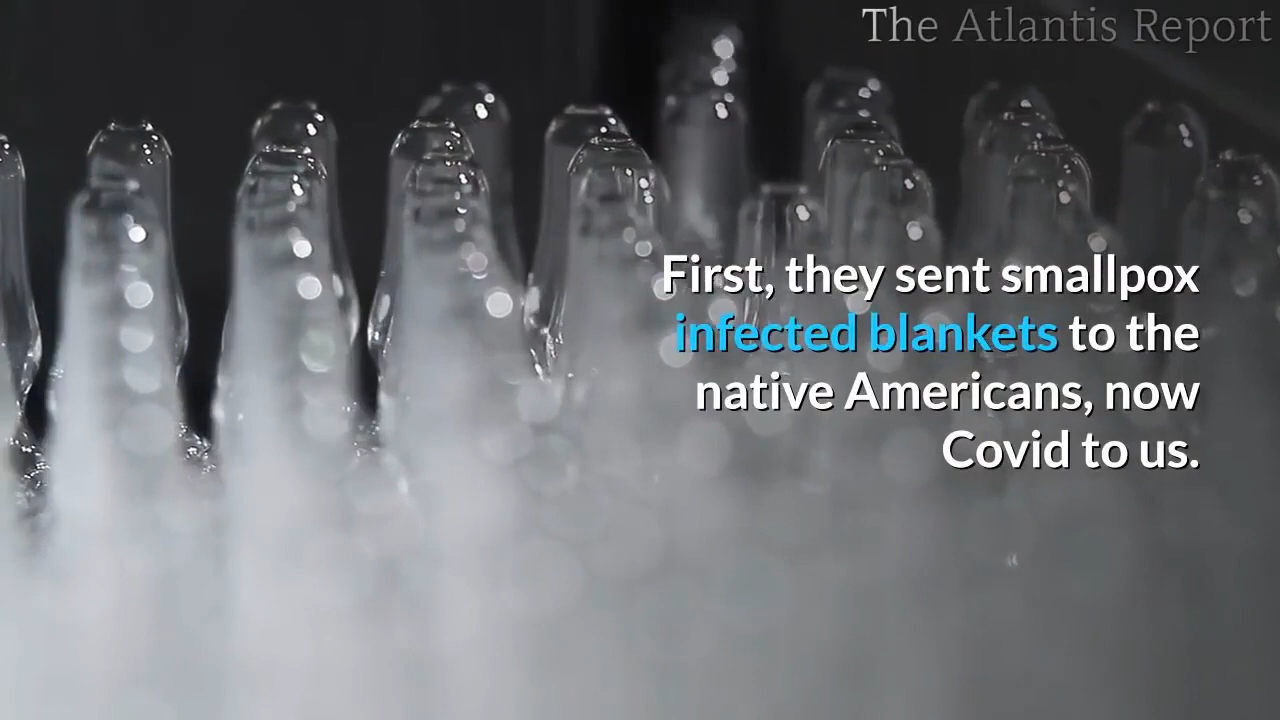 The Atlantis Report
First, they sent smallpox
infected blankets to the
native Americans, now
Covid to us.